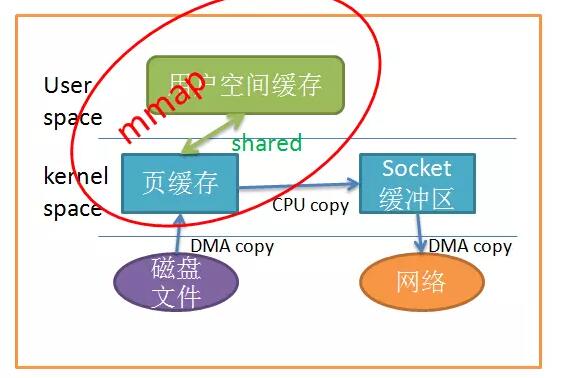 User
space
用户空间缓存
mmap
shared
kernel
space
页缓存
CPU copy
Socket
缓冲区
DMA copy
DMA copy
磁盘
文件
网络